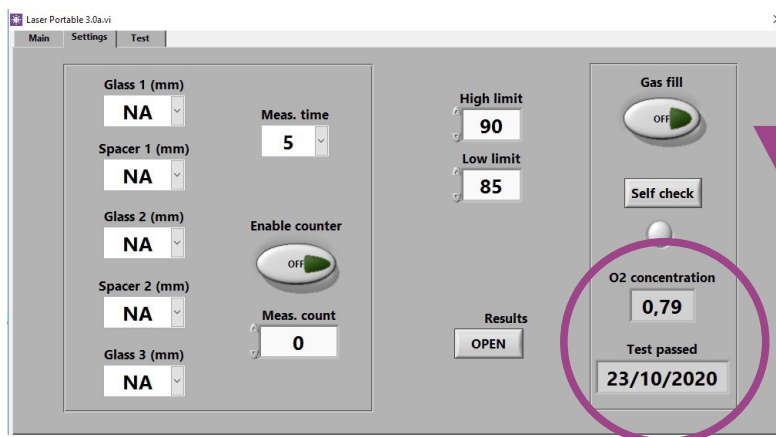 Laser Portable 3.0a.vi
Main Settings Test
Glass 1 (mm)
NA
Spacer 1 (mm)
NA
Glass 2 (mm)
NA
Spacer 2 (mm)
NA
Glass 3 (mm)
NA
Meas. time
5
Enable counter
OFF
Meas. count
0
High limit
90
Low limit
85
Results
OPEN
Gas fill
OFF
Self check
O2 concentration
0,79
Test passed
23/10/2020